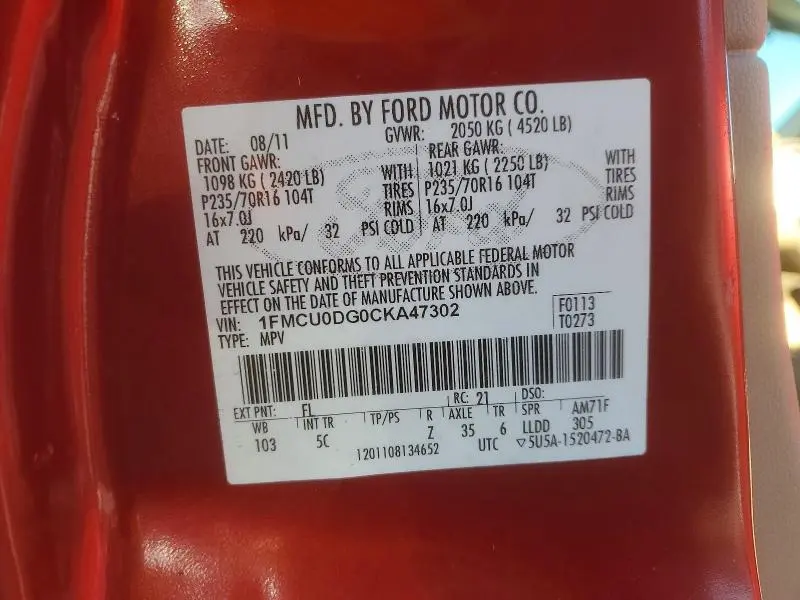 MFD. BY FORD MOTOR CO.
DATE: 08/11 GVWR: 2050 KG ( 4520 LB)
FRONT GAWR: REAR GAWR:
1098 KG ( 2420 LB) WITH 1021 KG ( 2250 LB) WITH
P235/70R16 104T TIRES P235/70R16 104T TIRES
16x7.0J RIMS 16x7.0J RIMS
AT 220 kPa/ 32 PSI COLD AT 220 kPa/ 32 PSI COLD
THIS VEHICLE CONFORMS TO ALL APPLICABLE FEDERAL MOTOR
VEHICLE SAFETY AND THEFT PREVENTION STANDARDS IN
EFFECT ON THE DATE OF MANUFACTURE SHOWN ABOVE.
VIN: 1FMCU0DG0CKA47302 F0113
TYPE: MPV T0273
EXT PNT: FL RC: 21 DSO:
WB INT TR TP/PS R AXLE TR SPR AM71F
103 5C Z 35 6 LLDD 305
1201108134652 UTC ▽5U5A-1520472-BA